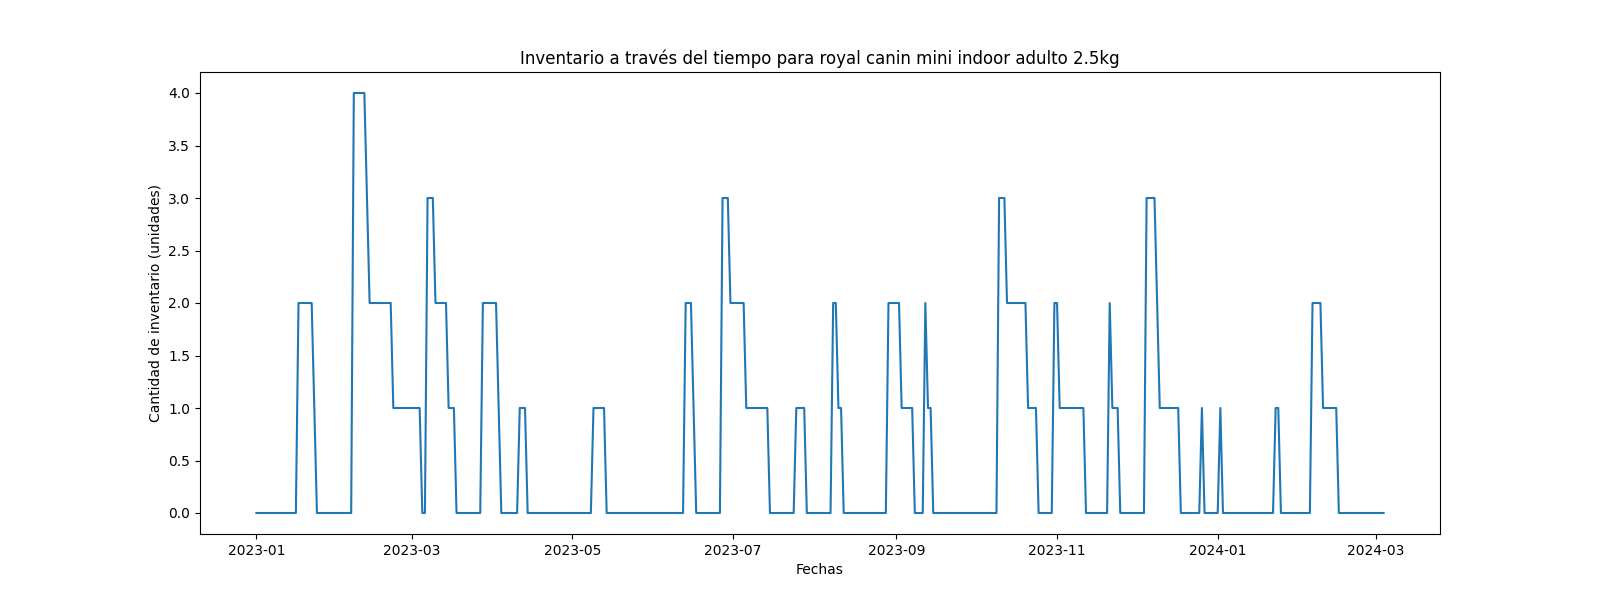 Inventario a través del tiempo para royal canin mini indoor adulto 2.5kg
Cantidad de inventario (unidades)
4.0
3.5
3.0
2.5
2.0
1.5
1.0
0.5
0.0
2023-01 2023-03 2023-05 2023-07 2023-09 2023-11 2024-01 2024-03
Fechas